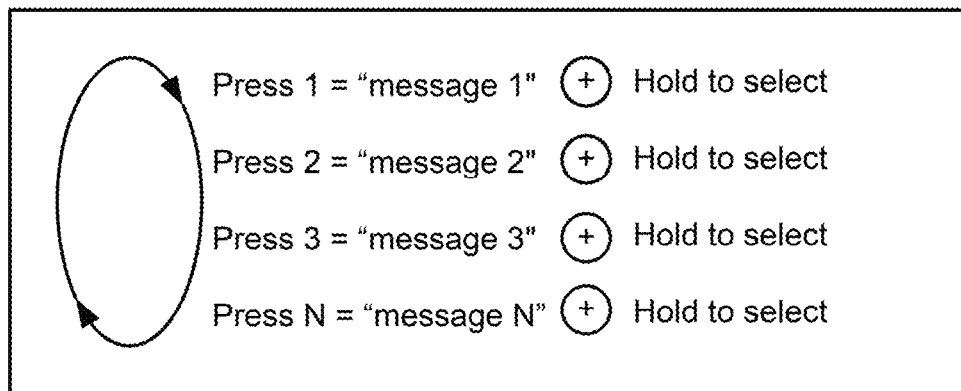 Press 1 = “message 1" + Hold to select
Press 2 = “message 2" + Hold to select
Press 3 = “message 3" + Hold to select
Press N = “message N” + Hold to select